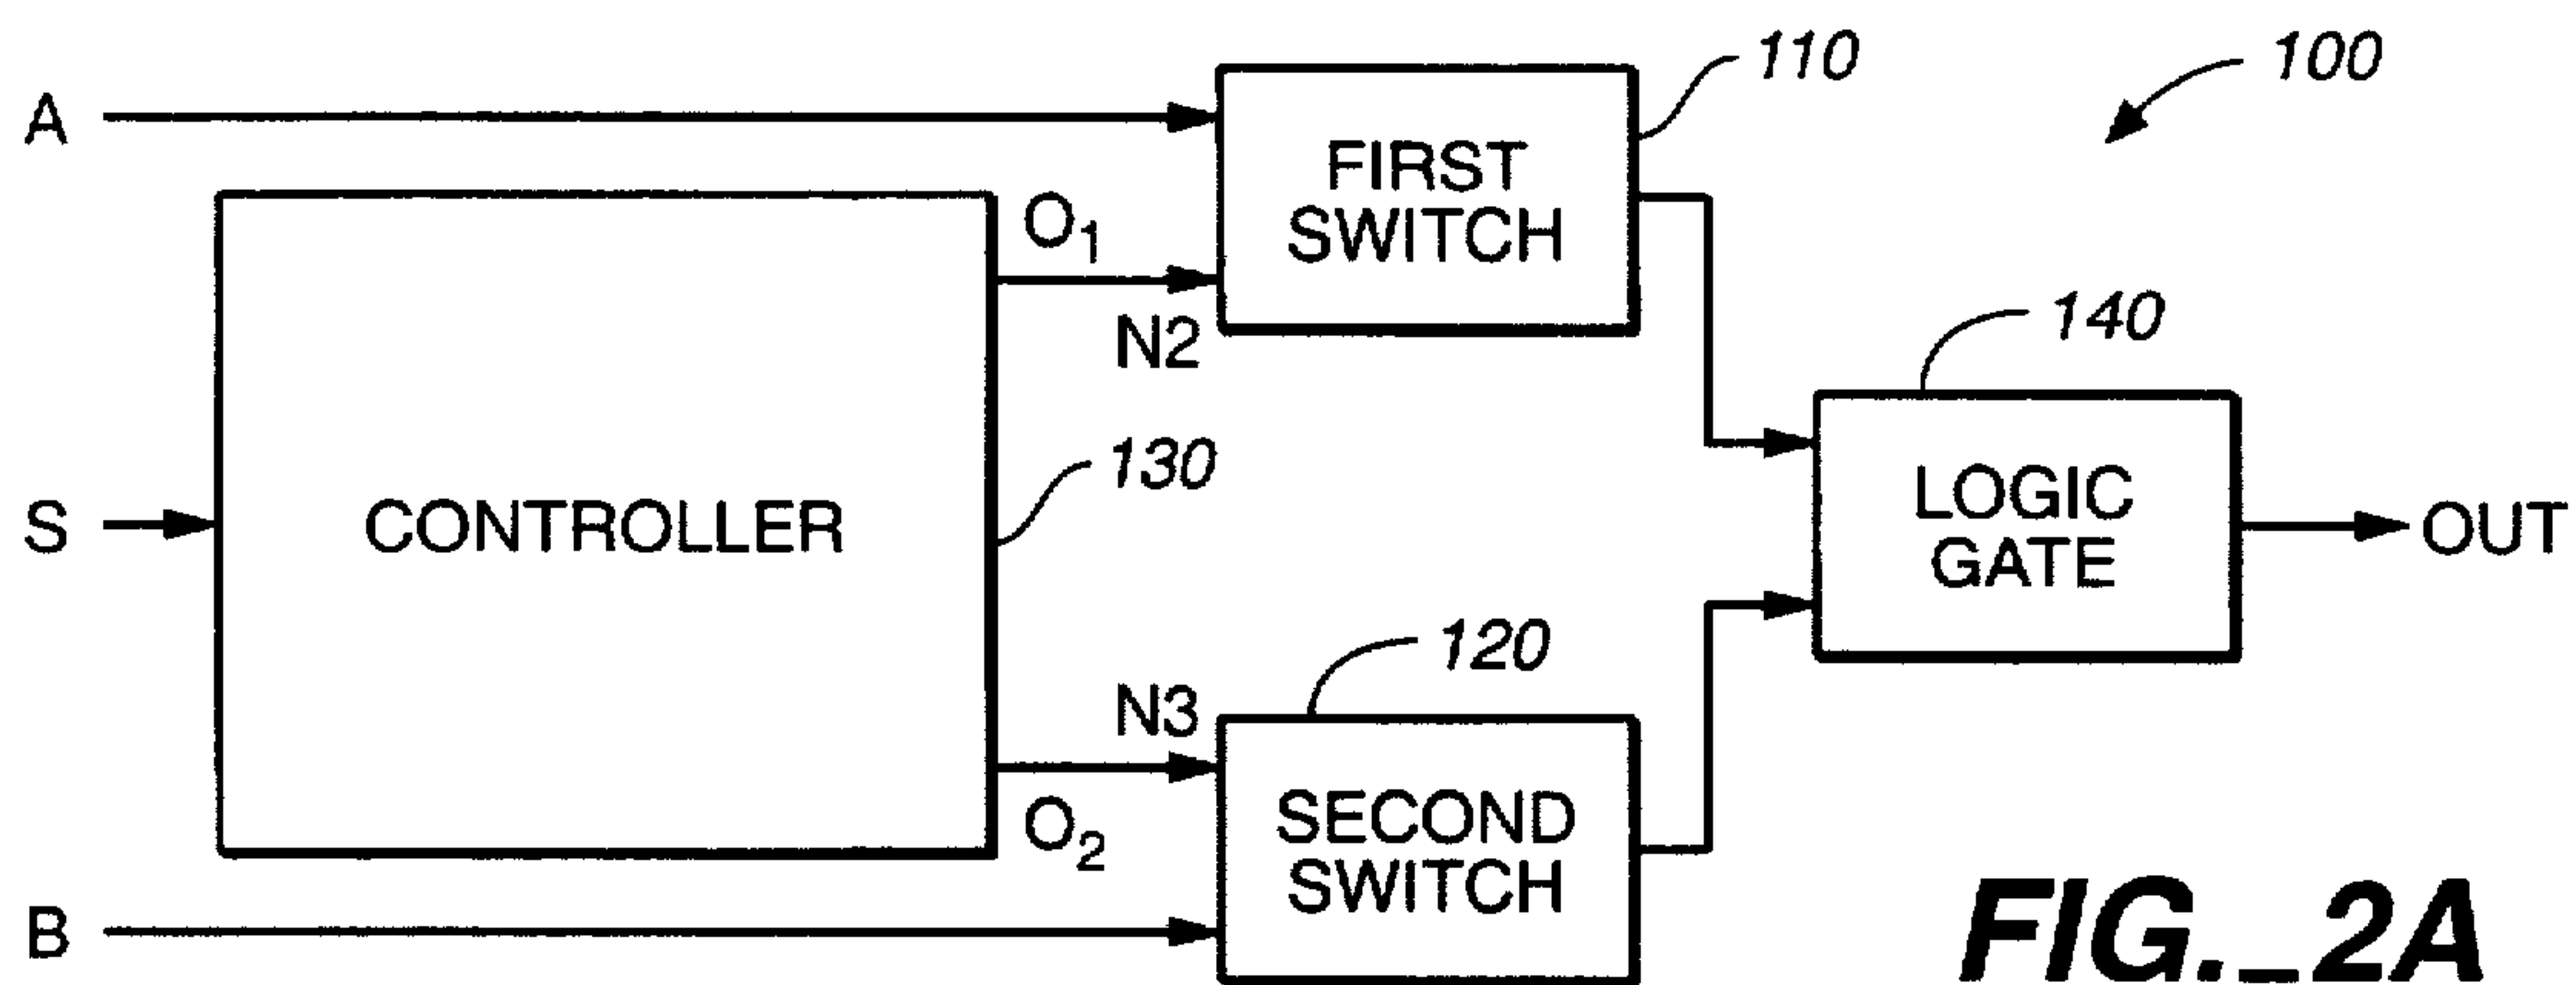 A
110
100
FIRST
SWITCH
O₁
N2
140
130
S
CONTROLLER
LOGIC
GATE
OUT
120
N3
O₂
SECOND
SWITCH
B
FIG._2A